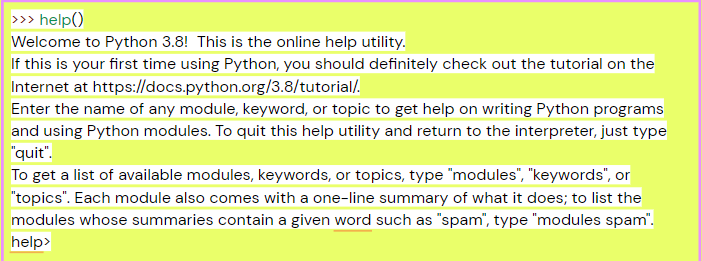 >>> help()
Welcome to Python 3.8!  This is the online help utility.
If this is your first time using Python, you should definitely check out the tutorial on the
Internet at https://docs.python.org/3.8/tutorial/.
Enter the name of any module, keyword, or topic to get help on writing Python programs
and using Python modules. To quit this help utility and return to the interpreter, just type
"quit".
To get a list of available modules, keywords, or topics, type "modules", "keywords", or
"topics". Each module also comes with a one-line summary of what it does; to list the
modules whose summaries contain a given word such as "spam", type "modules spam".
help>